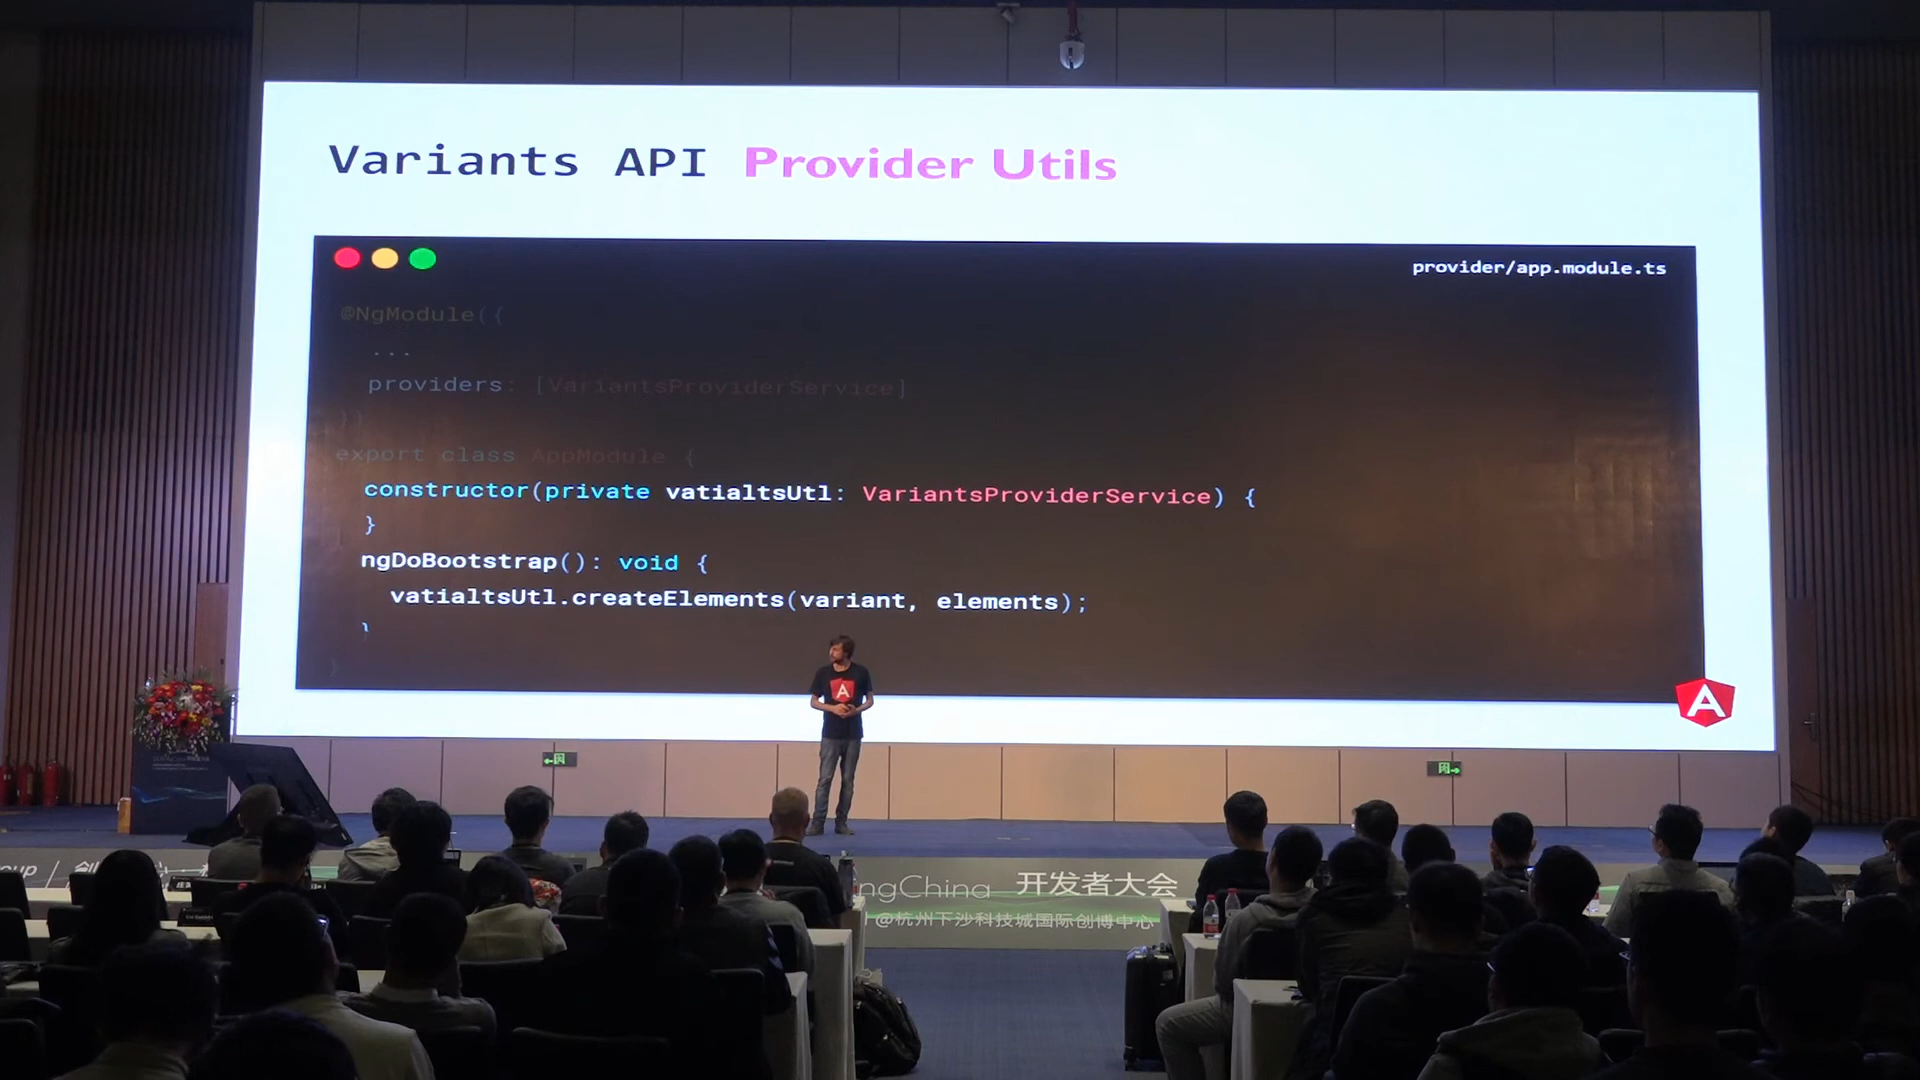 Variants API Provider Utils
provider/app.module.ts
@NgModule({
...
providers: [VariantsProviderService]
})
export class AppModule {
constructor(private vatialtsUtl: VariantsProviderService) {
}
ngDoBootstrap(): void {
vatialtsUtl.createElements(variant, elements);
}
}
ngChina 开发者大会
@杭州下沙科技城国际创博中心